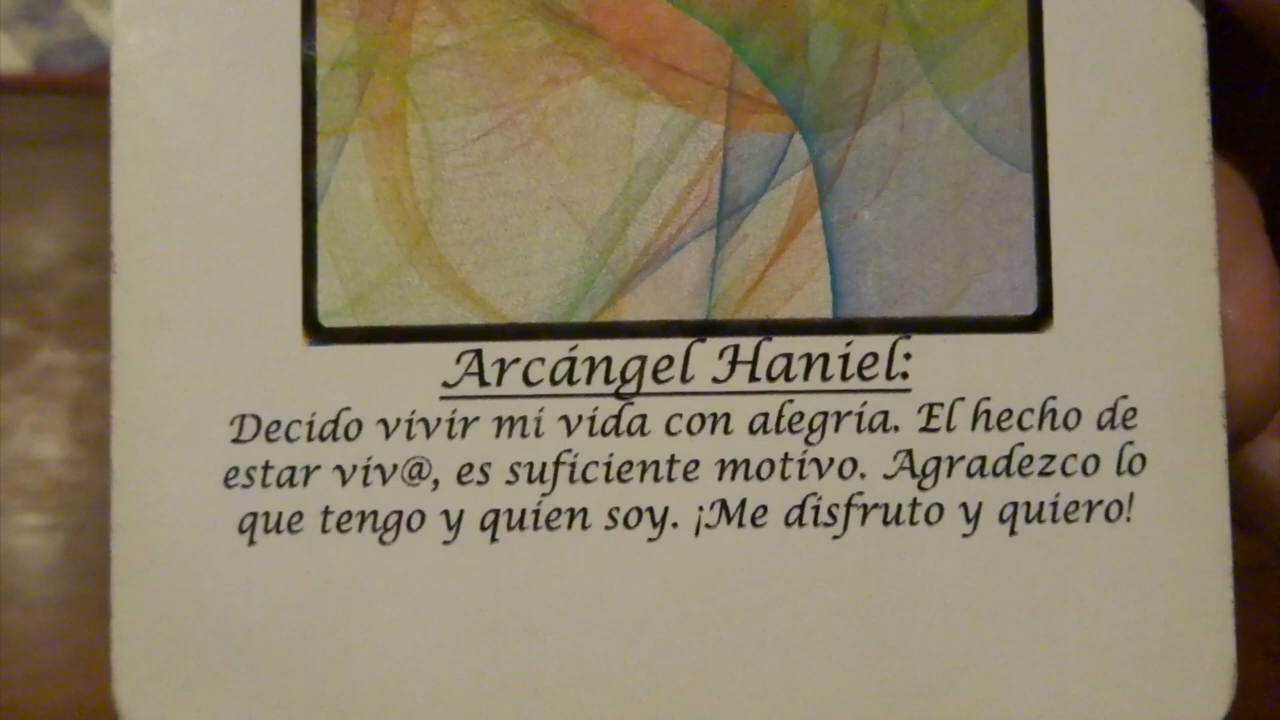 Arcángel Haniel:
Decido vivir mi vida con alegría. El hecho de
estar viv@, es suficiente motivo. Agradezco lo
que tengo y quien soy. ¡Me disfruto y quiero!